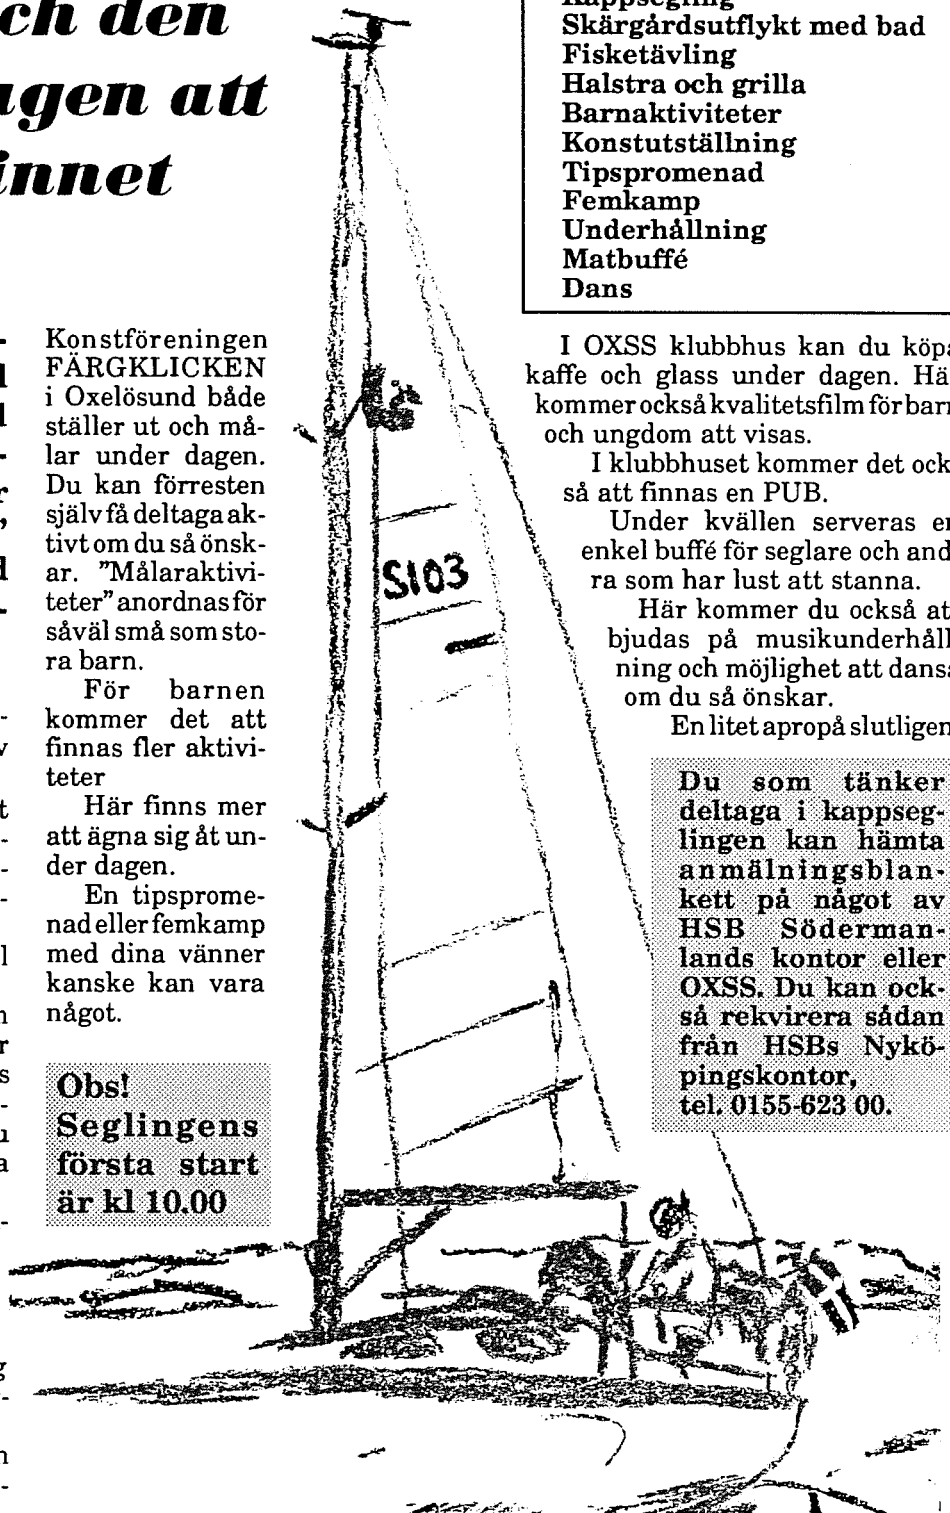 ch den
agen att
innet
Kappsegling
Skärgårdsutflykt med bad
Fisketävling
Halstra och grilla
Barnaktiviteter
Konstutställning
Tipspromenad
Femkamp
Underhållning
Matbuffé
Dans
Konstföreningen
FÄRGKLICKEN
i Oxelösund både
ställer ut och må-
lar under dagen.
Du kan förresten
själv få deltaga ak-
tivt om du så önsk-
ar. "Målaraktivi-
teter" anordnas för
såväl små som sto-
ra barn.
För barnen
kommer det att
finnas fler aktivi-
teter
Här finns mer
att ägna sig åt un-
der dagen.
En tipsprome-
nad eller femkamp
med dina vänner
kanske kan vara
något.
Obs!
Seglingens
första start
är kl 10.00
S103
I OXSS klubbhus kan du köpa
kaffe och glass under dagen. Hä
kommer också kvalitetsfilm för barn
och ungdom att visas.
I klubbhuset kommer det ock
så att finnas en PUB.
Under kvällen serveras en
enkel buffé för seglare och and
ra som har lust att stanna.
Här kommer du också at
bjudas på musikunderhåll
ning och möjlighet att dansa
om du så önskar.
En litet apropå slutligen
Du som tänker
deltaga i kappseg-
lingen kan hämta
anmälningsblan-
kett på något av
HSB Söderman-
lands kontor eller
OXSS. Du kan ock-
så rekvirera sådan
från HSBs Nykö-
pingskontor,
tel. 0155-623 00.